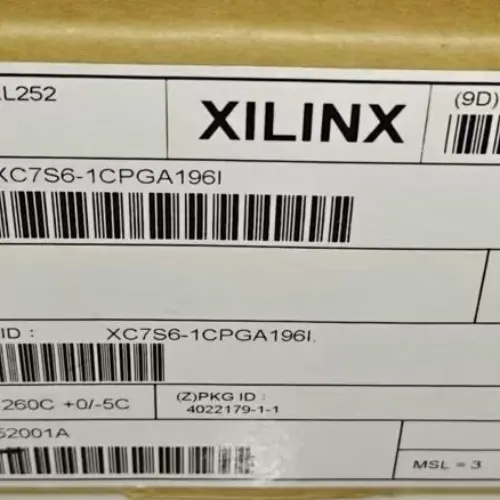 L252
XILINX
(9D)
XC7S6-1CPGA196I
ID : XC7S6-1CPGA196I.
260C +0/-5C
(Z)PKG ID :
4022179-1-1
52001A
MSL = 3